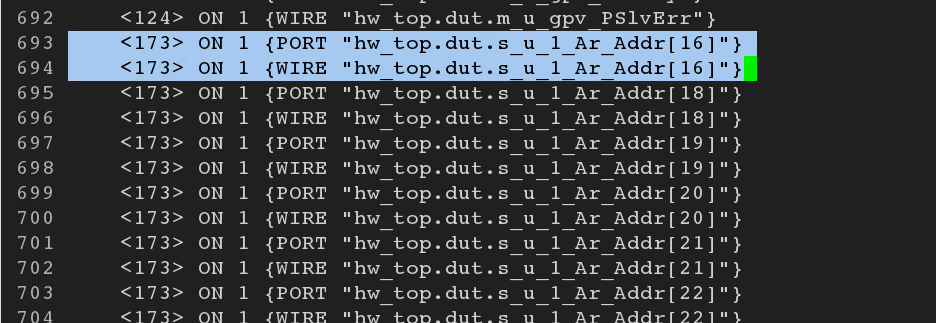 692 <124> ON 1 {WIRE "hw_top.dut.m_u_gpv_PSlvErr"}
693 <173> ON 1 {PORT "hw_top.dut.s_u_1_Ar_Addr[16]"}
694 <173> ON 1 {WIRE "hw_top.dut.s_u_1_Ar_Addr[16]"}
695 <173> ON 1 {PORT "hw_top.dut.s_u_1_Ar_Addr[18]"}
696 <173> ON 1 {WIRE "hw_top.dut.s_u_1_Ar_Addr[18]"}
697 <173> ON 1 {PORT "hw_top.dut.s_u_1_Ar_Addr[19]"}
698 <173> ON 1 {WIRE "hw_top.dut.s_u_1_Ar_Addr[19]"}
699 <173> ON 1 {PORT "hw_top.dut.s_u_1_Ar_Addr[20]"}
700 <173> ON 1 {WIRE "hw_top.dut.s_u_1_Ar_Addr[20]"}
701 <173> ON 1 {PORT "hw_top.dut.s_u_1_Ar_Addr[21]"}
702 <173> ON 1 {WIRE "hw_top.dut.s_u_1_Ar_Addr[21]"}
703 <173> ON 1 {PORT "hw_top.dut.s_u_1_Ar_Addr[22]"}
704 <173> ON 1 {WIRE "hw_top.dut.s_u_1_Ar_Addr[22]"}